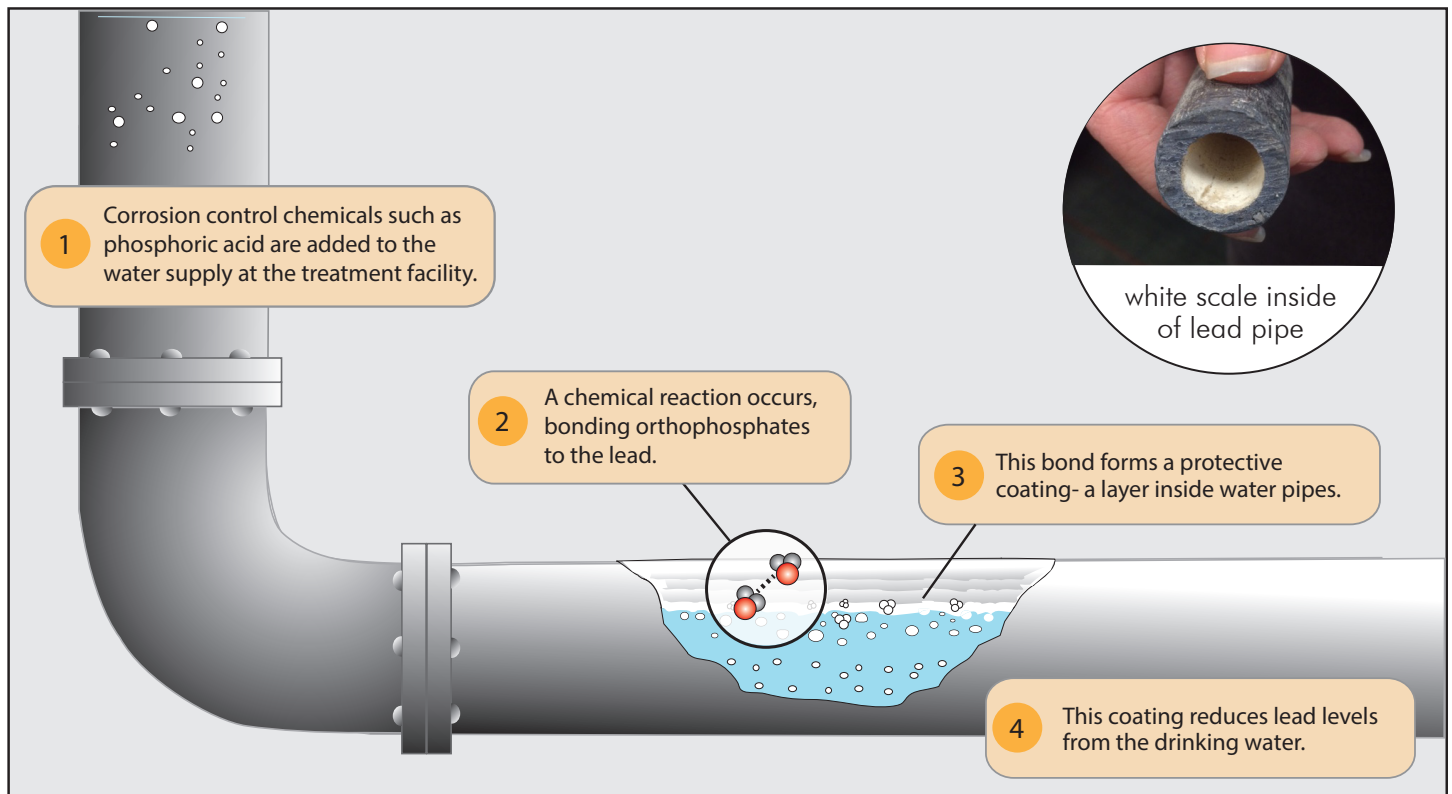 1
Corrosion control chemicals such as
phosphoric acid are added to the
water supply at the treatment facility.
white scale inside
of lead pipe
2
A chemical reaction occurs,
bonding orthophosphates
to the lead.
3
This bond forms a protective
coating- a layer inside water pipes.
4
This coating reduces lead levels
from the drinking water.